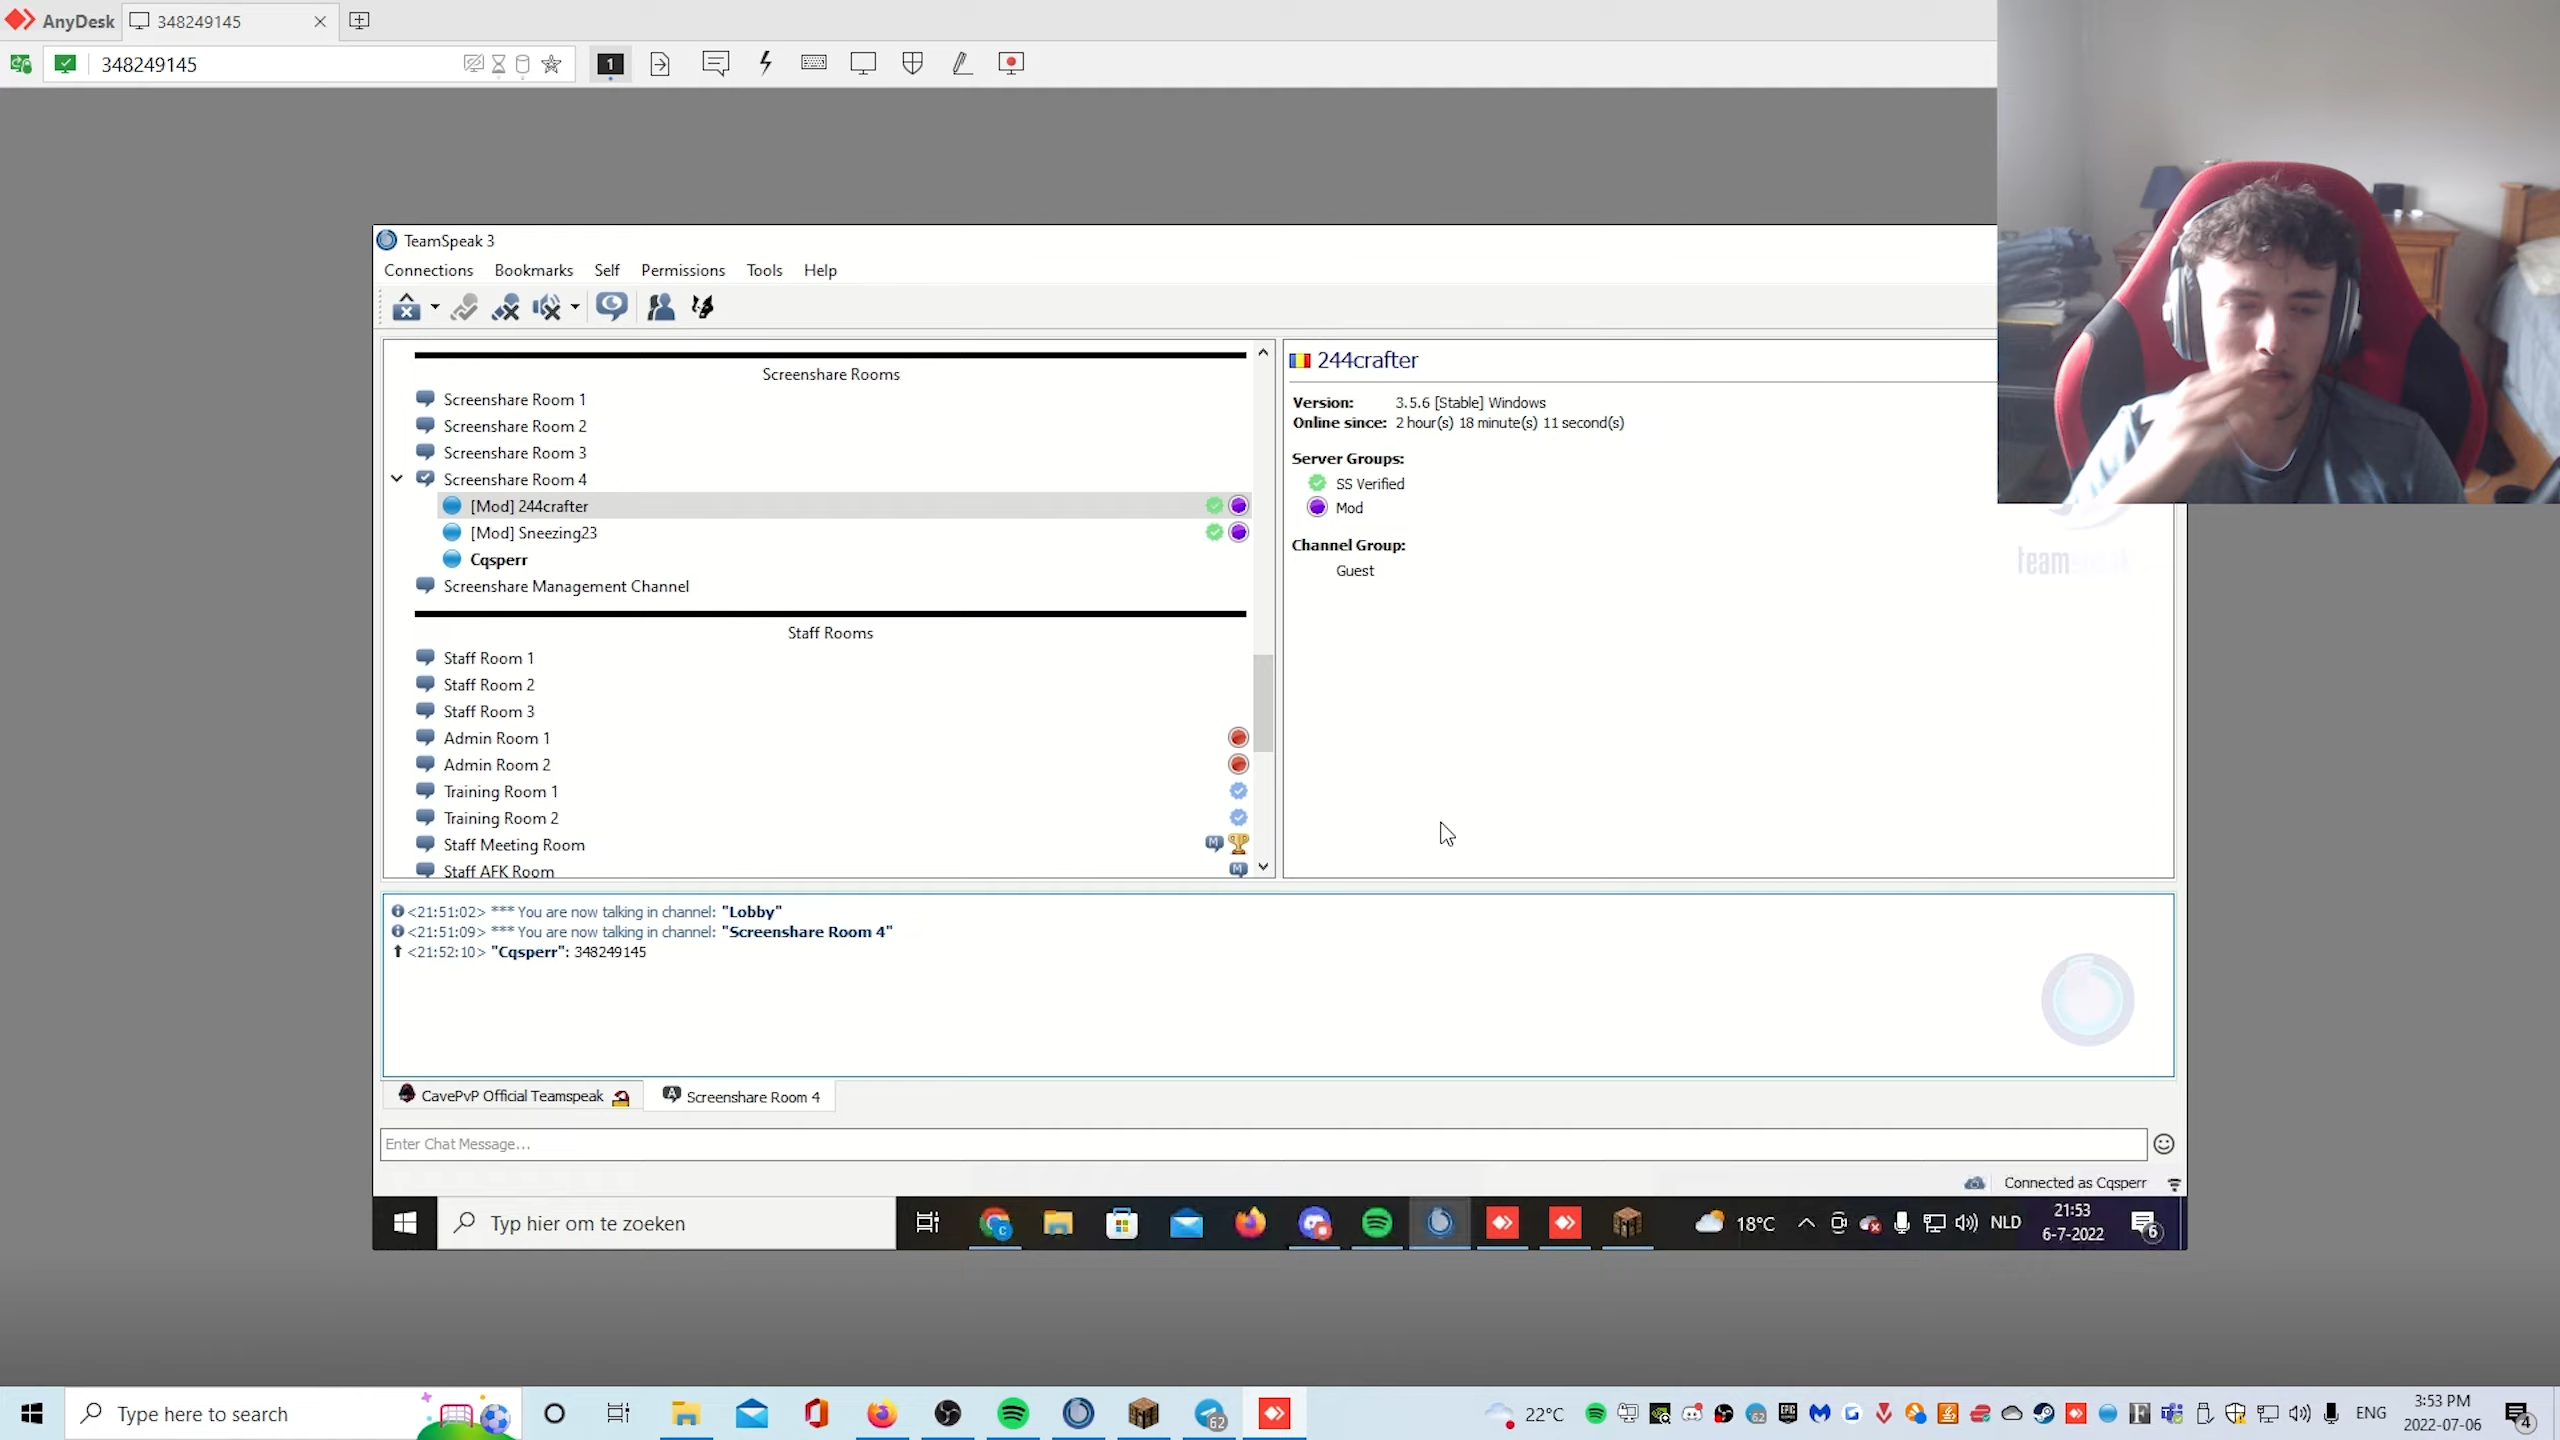 AnyDesk
348249145
348249145
1
TeamSpeak 3
Connections Bookmarks Self Permissions Tools Help
Screenshare Rooms
Screenshare Room 1
Screenshare Room 2
Screenshare Room 3
Screenshare Room 4
[Mod] 244crafter
[Mod] Sneezing23
Cqsperr
Screenshare Management Channel
Staff Rooms
Staff Room 1
Staff Room 2
Staff Room 3
Admin Room 1
Admin Room 2
Training Room 1
Training Room 2
Staff Meeting Room
M
Staff AFK Room
M
244crafter
Version: 3.5.6 [Stable] Windows
Online since: 2 hour(s) 18 minute(s) 11 second(s)
Server Groups:
SS Verified
Mod
Channel Group:
Guest
teamspeak
<21:51:02> *** You are now talking in channel: "Lobby"
<21:51:09> *** You are now talking in channel: "Screenshare Room 4"
<21:52:10> "Cqsperr": 348249145
CavePvP Official Teamspeak
Screenshare Room 4
Enter Chat Message...
Connected as Cqsperr
Typ hier om te zoeken
18°C
NLD
21:53
6-7-2022
6
Type here to search
62
22°C
62
ENG
3:53 PM
2022-07-06
4